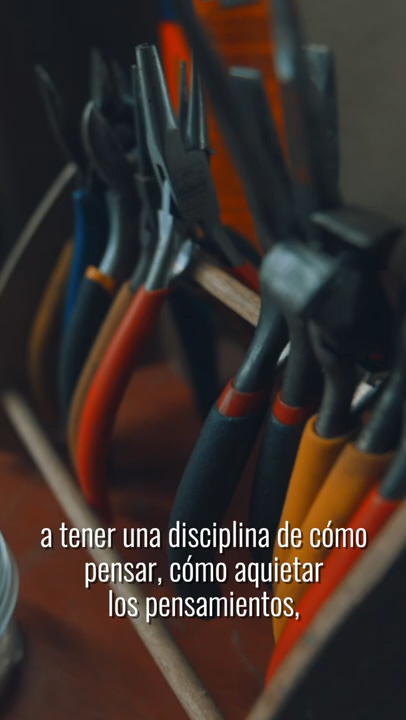 a tener una disciplina de cómo
pensar, cómo aquietar
los pensamientos,